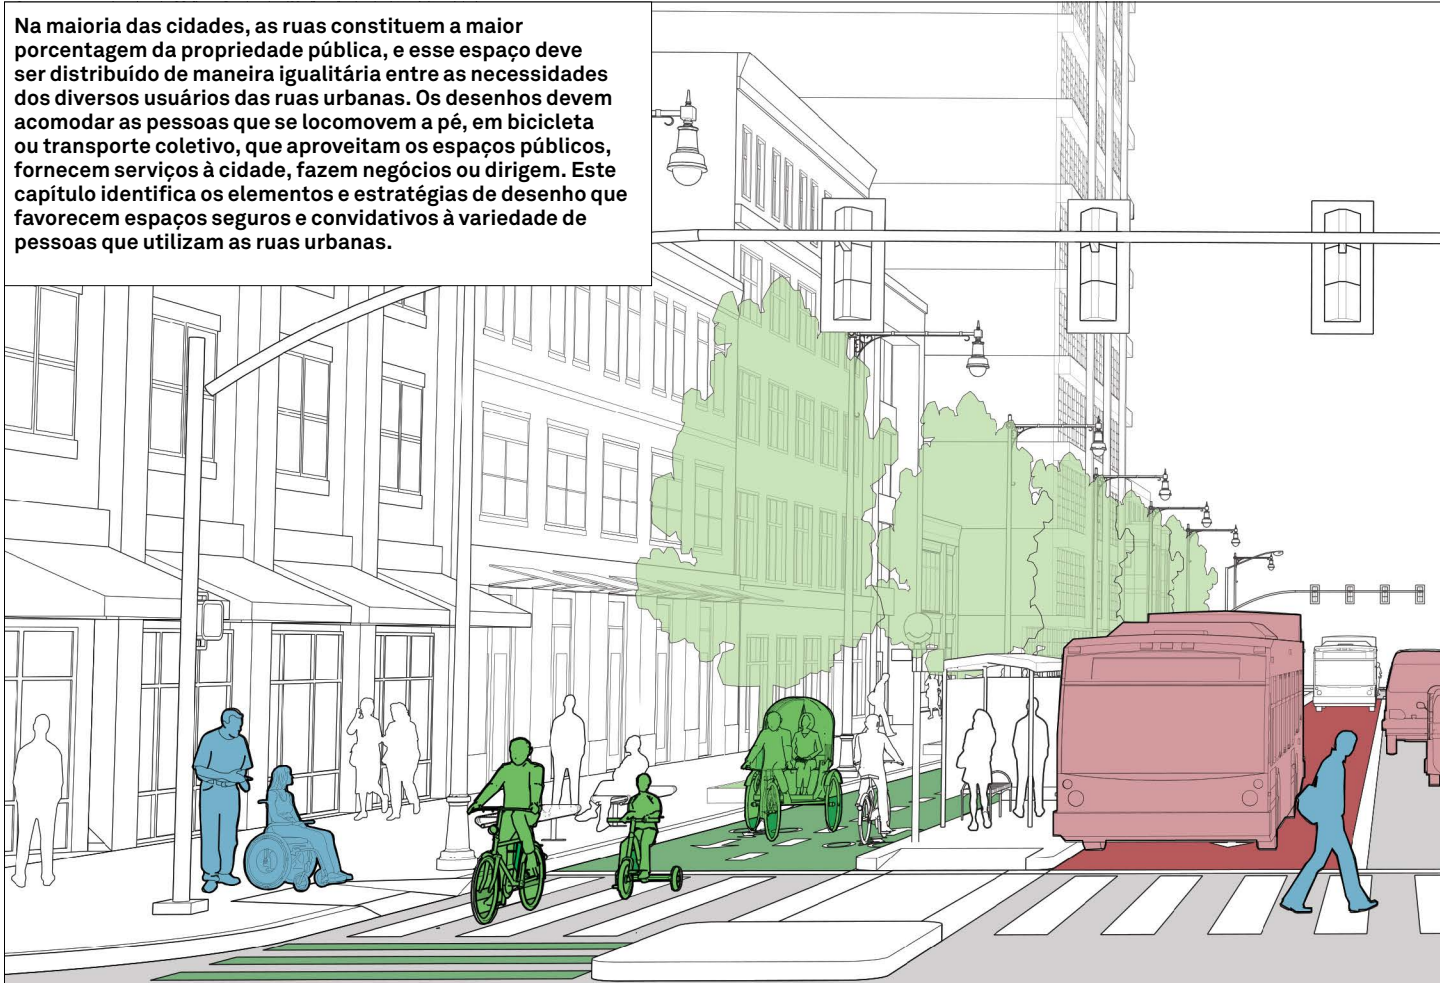 Na maioria das cidades, as ruas constituem a maior
porcentagem da propriedade pública, e esse espaço deve
ser distribuído de maneira igualitária entre as necessidades
dos diversos usuários das ruas urbanas. Os desenhos devem
acomodar as pessoas que se locomovem a pé, em bicicleta
ou transporte coletivo, que aproveitam os espaços públicos,
fornecem serviços à cidade, fazem negócios ou dirigem. Este
capítulo identifica os elementos e estratégias de desenho que
favorecem espaços seguros e convidativos à variedade de
pessoas que utilizam as ruas urbanas.